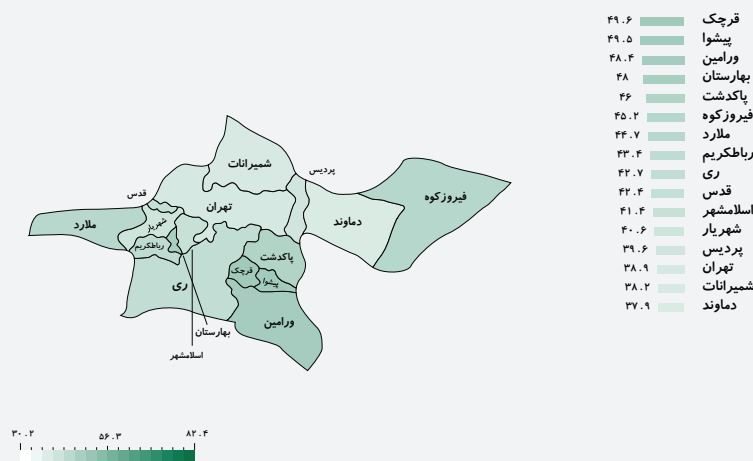 قرچک ۴۹.۶
پیشوا ۴۹.۵
ورامین ۴۸.۴
بهارستان ۴۸
پاکدشت ۴۶
فیروزکوه ۴۵.۲
ملارد ۴۴.۷
رباطکریم ۴۳.۴
ری ۴۲.۷
قدس ۴۲.۴
اسلامشهر ۴۱.۴
شهریار ۴۰.۶
پردیس ۳۹.۶
تهران ۳۸.۹
شمیرانات ۳۸.۲
دماوند ۳۷.۹
شمیرانات
پردیس
قدس
فیروزکوه
تهران
دماوند
ملارد
شهریار
رباطکریم
پاکدشت
قرچک
پیشوا
ری
ورامین
بهارستان
اسلامشهر
۳۰.۲ ۵۶.۳ ۸۲.۴